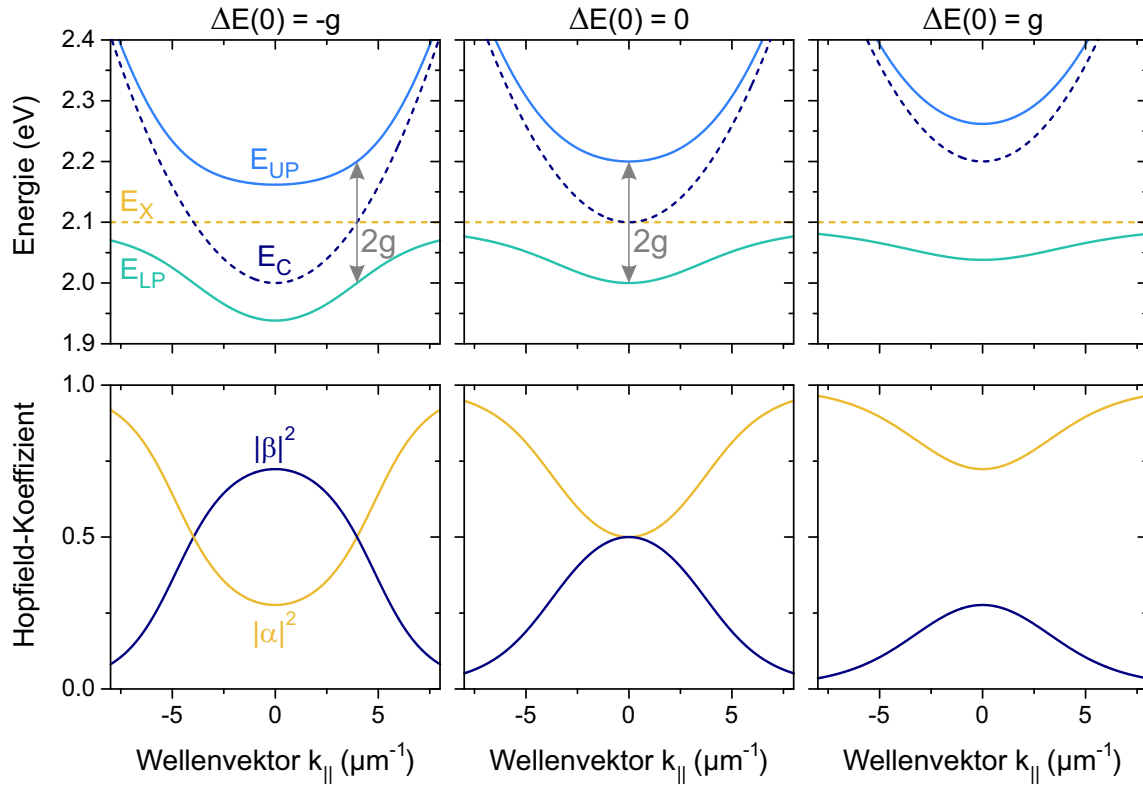 ΔE(0) = -g
ΔE(0) = 0
ΔE(0) = g
Energie (eV)
2.4
2.3
2.2
2.1
2.0
1.9
E_UP
E_X
E_C
E_LP
2g
2g
Hopfield-Koeffizient
1.0
0.5
0.0
|β|²
|α|²
-5 0 5
-5 0 5
-5 0 5
Wellenvektor k_|| (µm⁻¹)
Wellenvektor k_|| (µm⁻¹)
Wellenvektor k_|| (µm⁻¹)